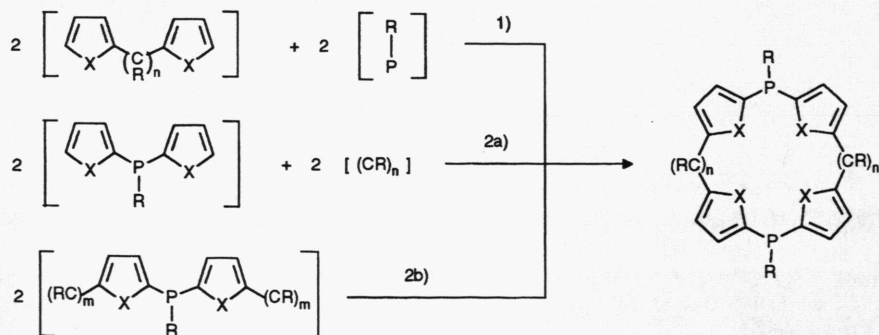 2 [ X (C)n R X ] + 2 [ R P ] 1)
2 [ X P R X ] + 2 [ (CR)n ] 2a)
2 [ (RC)m X P R X (CR)m ] 2b)
R
P
X X
(RC)n (CR)n
X X
P
R